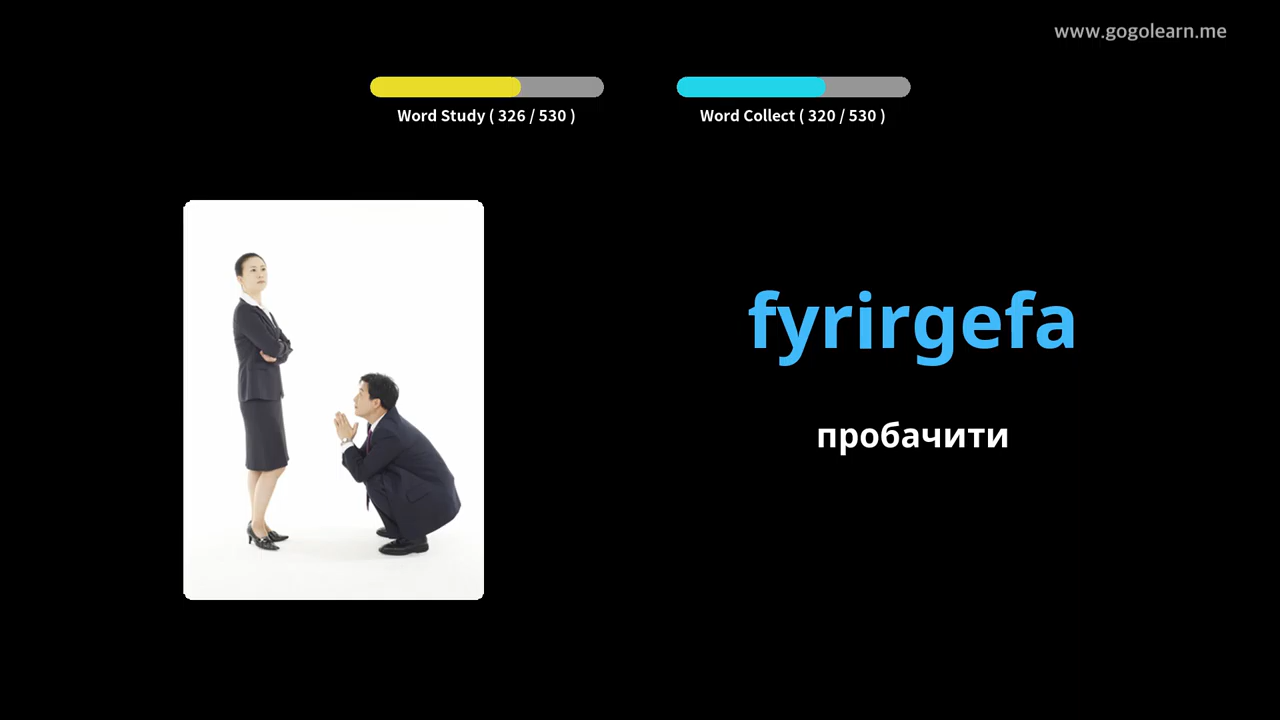 www.gogolearn.me
Word Study ( 326 / 530 )
Word Collect ( 320 / 530 )
fyrirgefa
пробачити